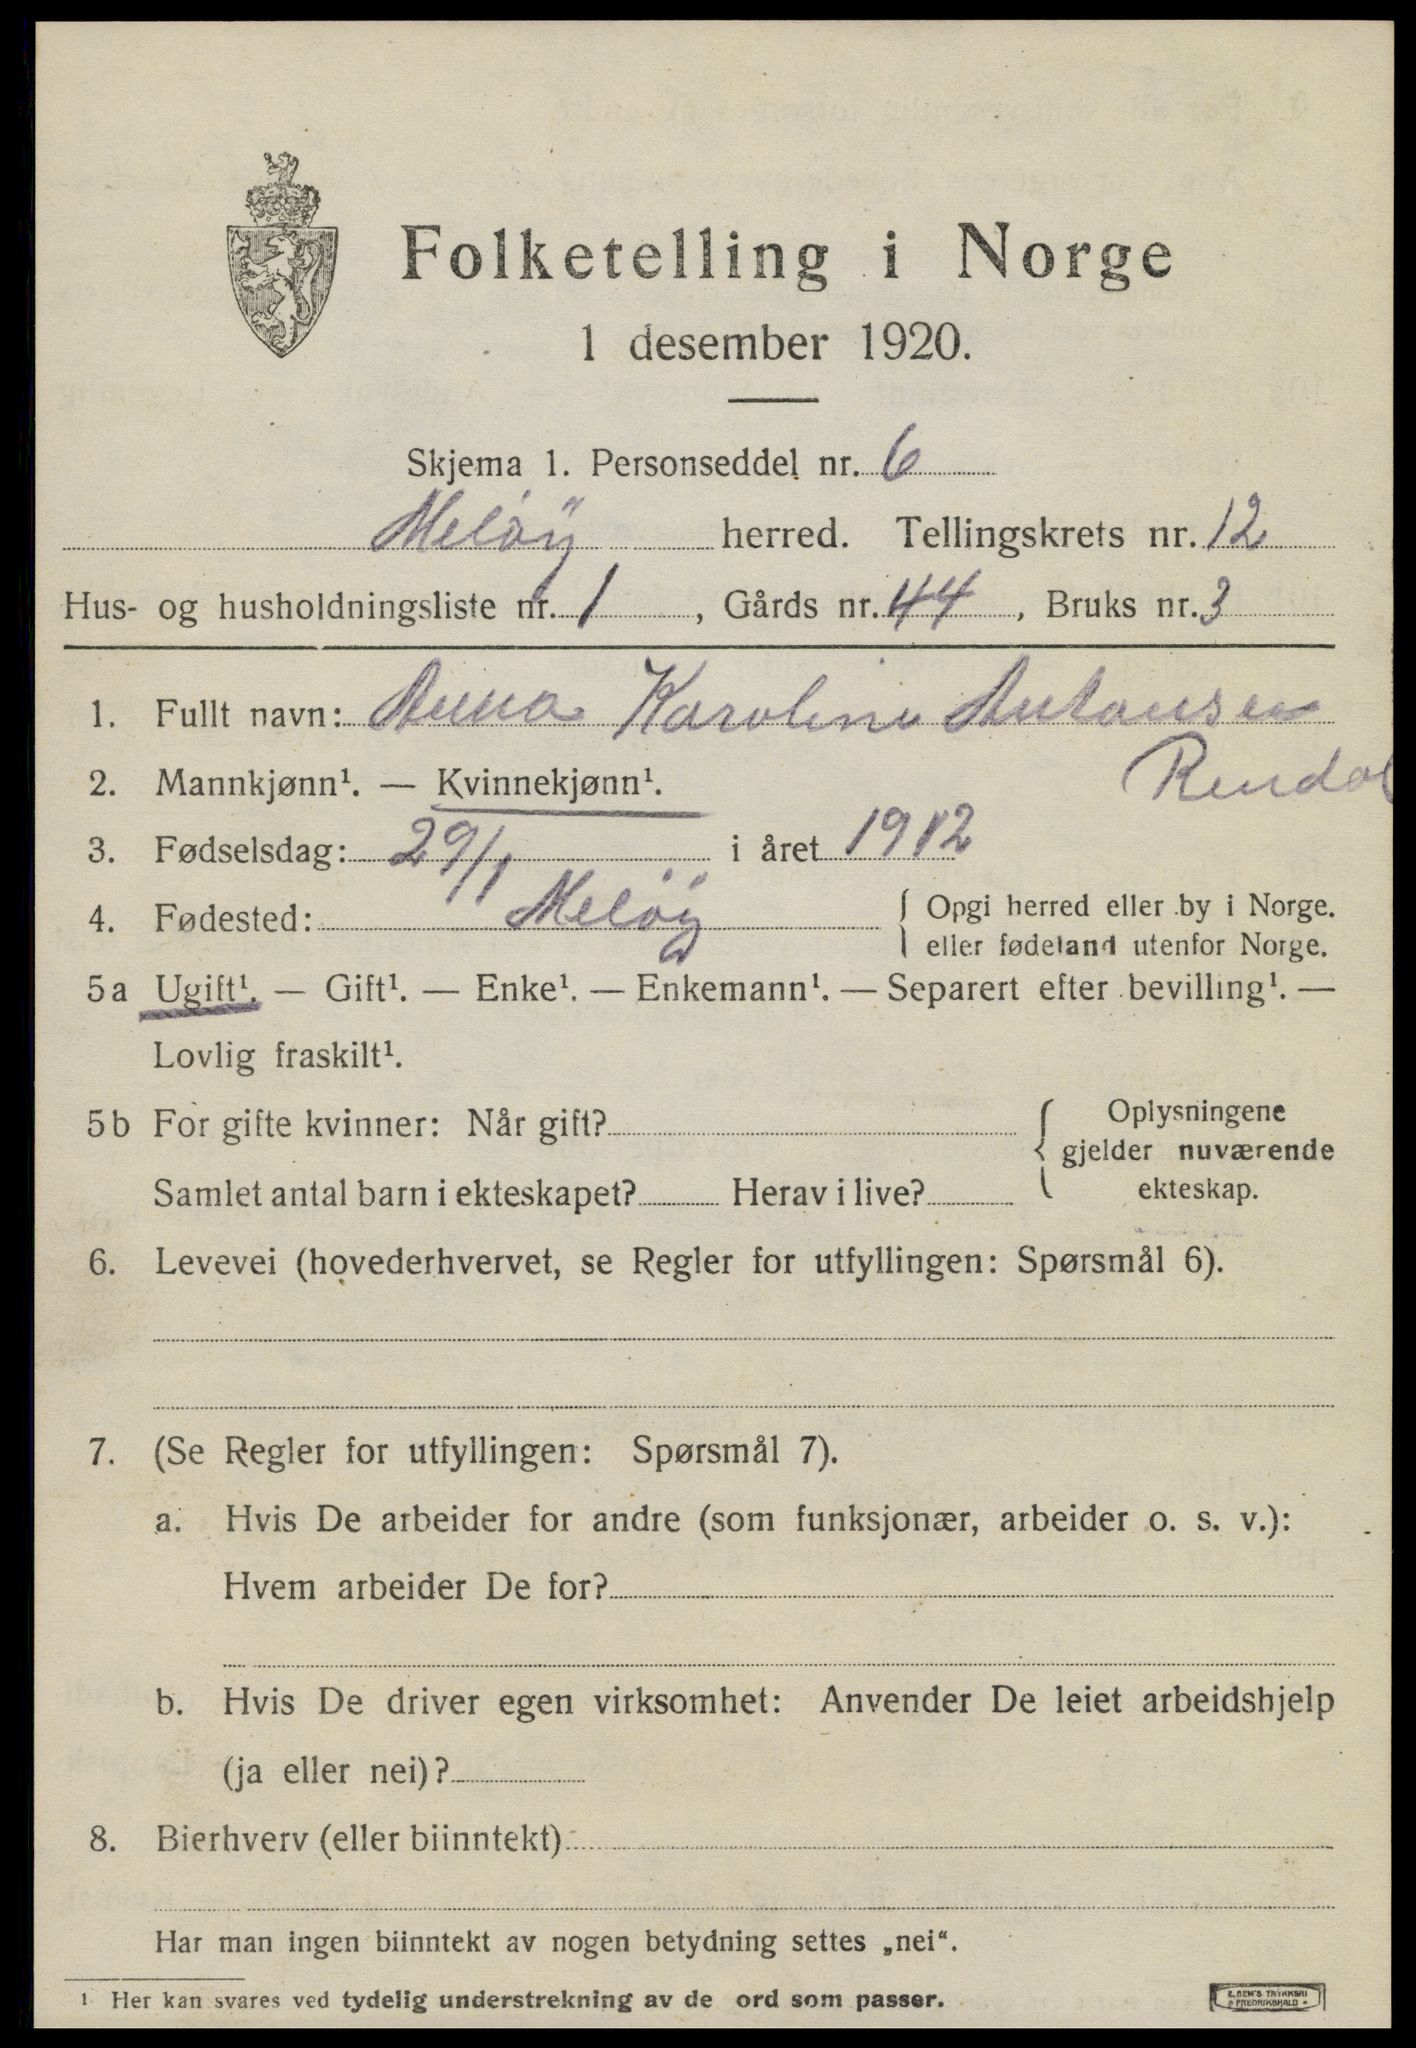 Folketelling i Norge
1 desember 1920.
Skjema 1. Personseddel nr. 6
Meløÿ herred. Tellingskrets nr. 12
Hus- og husholdningsliste nr. 1, Gårds nr. 44, Bruks nr. 3
1. Fullt navn: Anna Karoline Antonsen
Rendal
2. Mannkjønn¹. — Kvinnekjønn¹.
3. Fødselsdag: 29/1 i året 1912
4. Fødested: Meløÿ { Opgi herred eller by i Norge.
eller fødeland utenfor Norge.
5a Ugift¹. — Gift¹. — Enke¹. — Enkemann¹. — Separert efter bevilling¹. —
Lovlig fraskilt¹.
5b For gifte kvinner: Når gift? { Oplysningene
gjelder nuværende
Samlet antal barn i ekteskapet? Herav i live? ekteskap.
6. Levevei (hovederhvervet, se Regler for utfyllingen: Spørsmål 6).
7. (Se Regler for utfyllingen: Spørsmål 7).
a. Hvis De arbeider for andre (som funksjonær, arbeider o. s. v.):
Hvem arbeider De for?
b. Hvis De driver egen virksomhet: Anvender De leiet arbeidshjelp
(ja eller nei)?
8. Bierhverv (eller biinntekt)
Har man ingen biinntekt av nogen betydning settes „nei“.
¹ Her kan svares ved tydelig understrekning av de ord som passer.
E. SEM'S TRYKKERI
FREDRIKSHALD